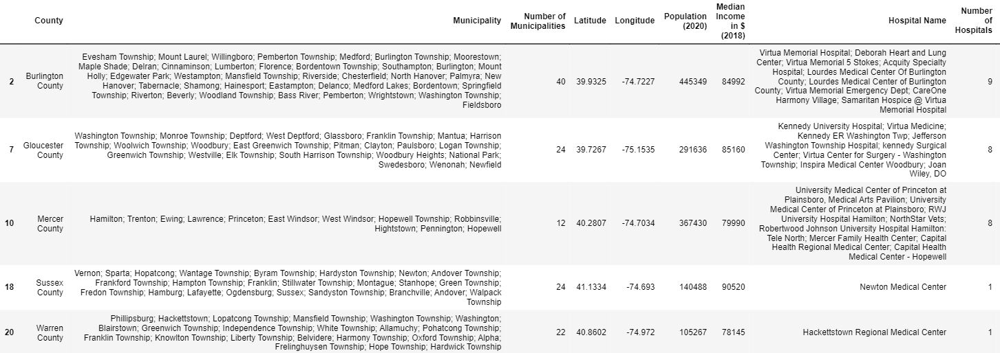 County Municipality Number of Municipalities Latitude Longitude Population (2020) Median Income in $ (2018) Hospital Name Number of Hospitals
2 Burlington County
Evesham Township; Mount Laurel; Willingboro; Pemberton Township; Medford; Burlington Township; Moorestown;
Maple Shade; Delran; Cinnaminson; Lumberton; Florence; Bordentown Township; Southampton; Burlington; Mount
Holly; Edgewater Park; Westampton; Mansfield Township; Riverside; Chesterfield; North Hanover; Palmyra; New
Hanover; Tabernacle; Shamong; Hainesport; Eastampton; Delanco; Medford Lakes; Bordentown; Springfield
Township; Riverton; Beverly; Woodland Township; Bass River; Pemberton; Wrightstown; Washington Township;
Fieldsboro
40 39.9325 -74.7227 445349 84992
Virtua Memorial Hospital; Deborah Heart and Lung
Center; Virtua Memorial 5 Stokes; Acquity Specialty
Hospital; Lourdes Medical Center Of Burlington
County; Lourdes Medical Center of Burlington
County; Virtua Memorial Emergency Dept; CareOne
Harmony Village; Samaritan Hospice @ Virtua
Memorial Hospital
9
7 Gloucester County
Washington Township; Monroe Township; Deptford; West Deptford; Glassboro; Franklin Township; Mantua; Harrison
Township; Woolwich Township; Woodbury; East Greenwich Township; Pitman; Clayton; Paulsboro; Logan Township;
Greenwich Township; Westville; Elk Township; South Harrison Township; Woodbury Heights; National Park;
Swedesboro; Wenonah; Newfield
24 39.7267 -75.1535 291636 85160
Kennedy University Hospital; Virtua Medicine;
Kennedy ER Washington Twp; Jefferson
Washington Township Hospital; kennedy Surgical
Center; Virtua Center for Surgery - Washington
Township; Inspira Medical Center Woodbury; Joan
Wiley, DO
8
10 Mercer County
Hamilton; Trenton; Ewing; Lawrence; Princeton; East Windsor; West Windsor; Hopewell Township; Robbinsville;
Hightstown; Pennington; Hopewell
12 40.2807 -74.7034 367430 79990
University Medical Center of Princeton at
Plainsboro, Medical Arts Pavilion; University
Medical Center of Princeton at Plainsboro; RWJ
University Hospital Hamilton; NorthStar Vets;
Robertwood Johnson University Hospital Hamilton:
Tele North; Mercer Family Health Center; Capital
Health Regional Medical Center; Capital Health
Medical Center - Hopewell
8
18 Sussex County
Vernon; Sparta; Hopatcong; Wantage Township; Byram Township; Hardyston Township; Newton; Andover Township;
Frankford Township; Hampton Township; Franklin; Stillwater Township; Montague; Stanhope; Green Township;
Fredon Township; Hamburg; Lafayette; Ogdensburg; Sussex; Sandyston Township; Branchville; Andover; Walpack
Township
24 41.1334 -74.693 140488 90520
Newton Medical Center
1
20 Warren County
Phillipsburg; Hackettstown; Lopatcong Township; Mansfield Township; Washington Township; Washington;
Blairstown; Greenwich Township; Independence Township; White Township; Allamuchy; Pohatcong Township;
Franklin Township; Knowlton Township; Liberty Township; Belvidere; Harmony Township; Oxford Township; Alpha;
Frelinghuysen Township; Hope Township; Hardwick Township
22 40.8602 -74.972 105267 78145
Hackettstown Regional Medical Center
1